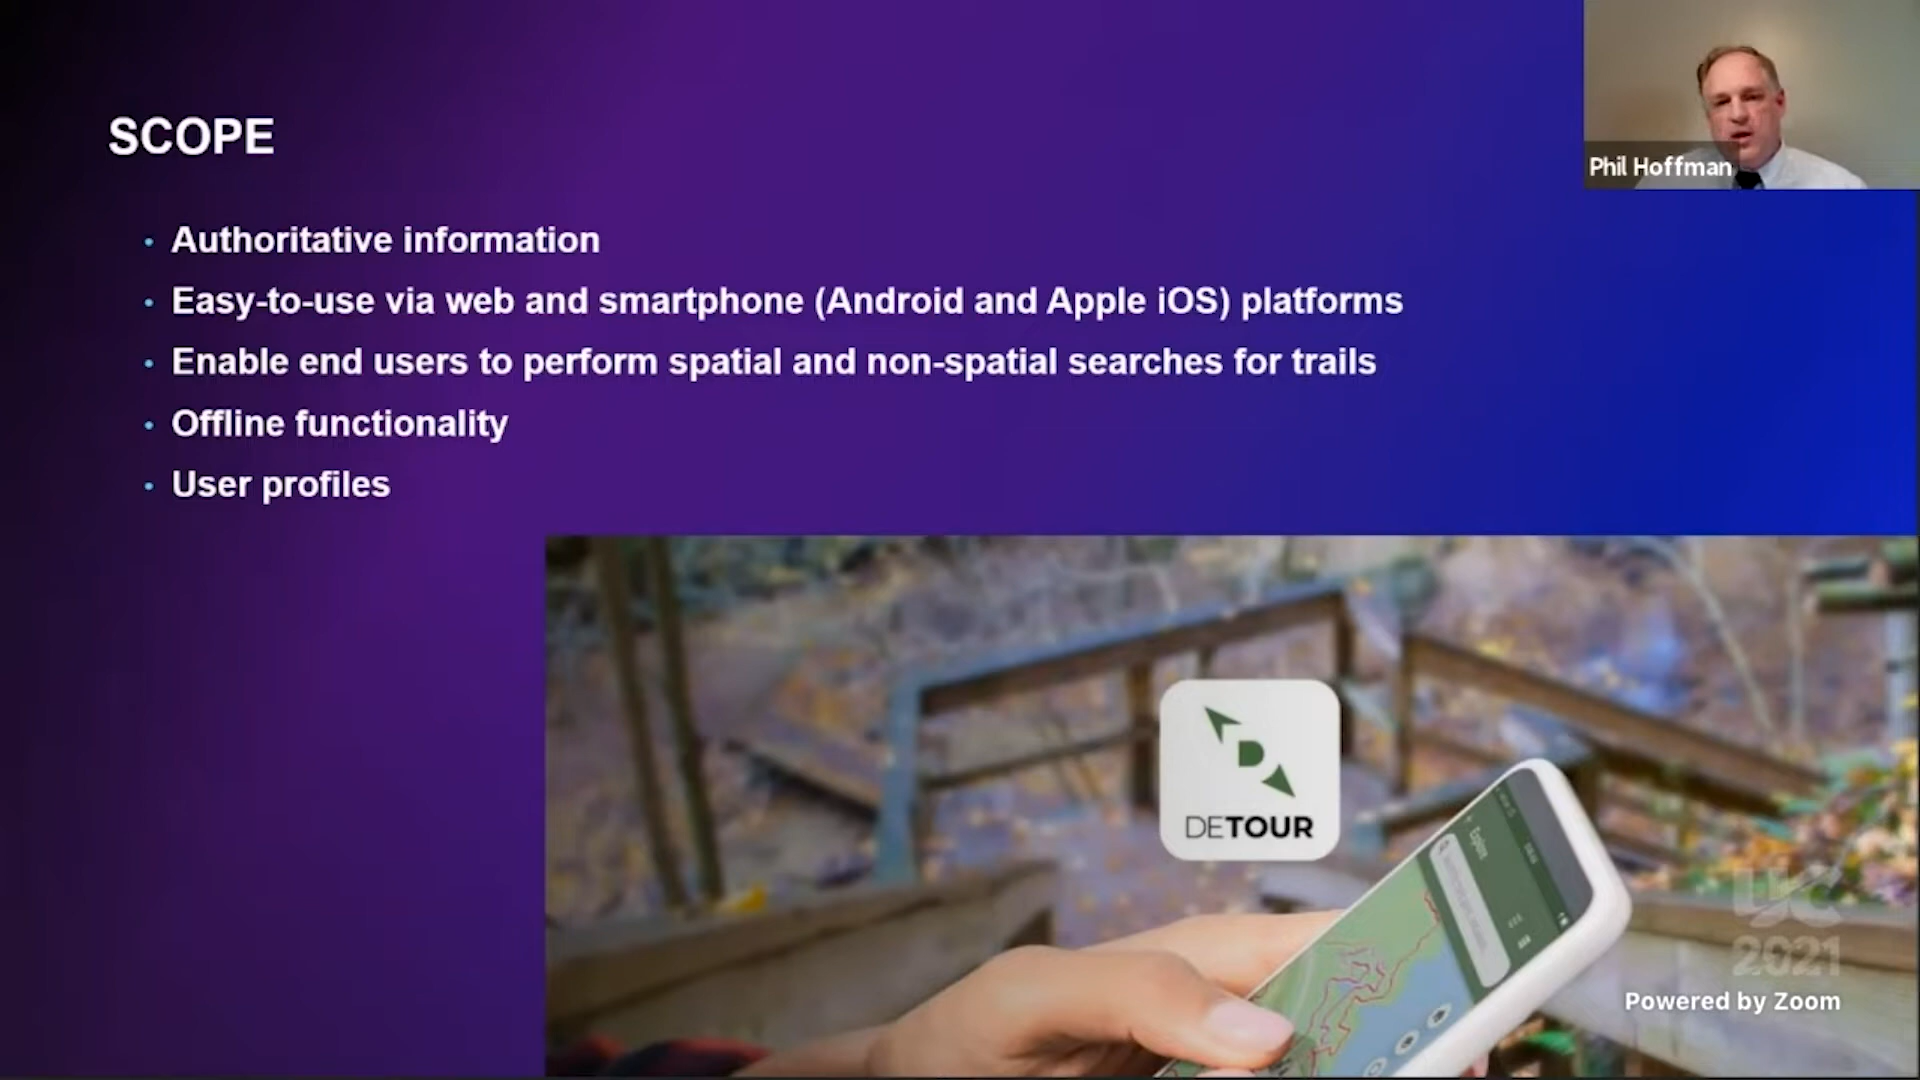 SCOPE
Phil Hoffman
• Authoritative information
• Easy-to-use via web and smartphone (Android and Apple iOS) platforms
• Enable end users to perform spatial and non-spatial searches for trails
• Offline functionality
• User profiles
DETOUR
Explore
UC
2021
Powered by Zoom